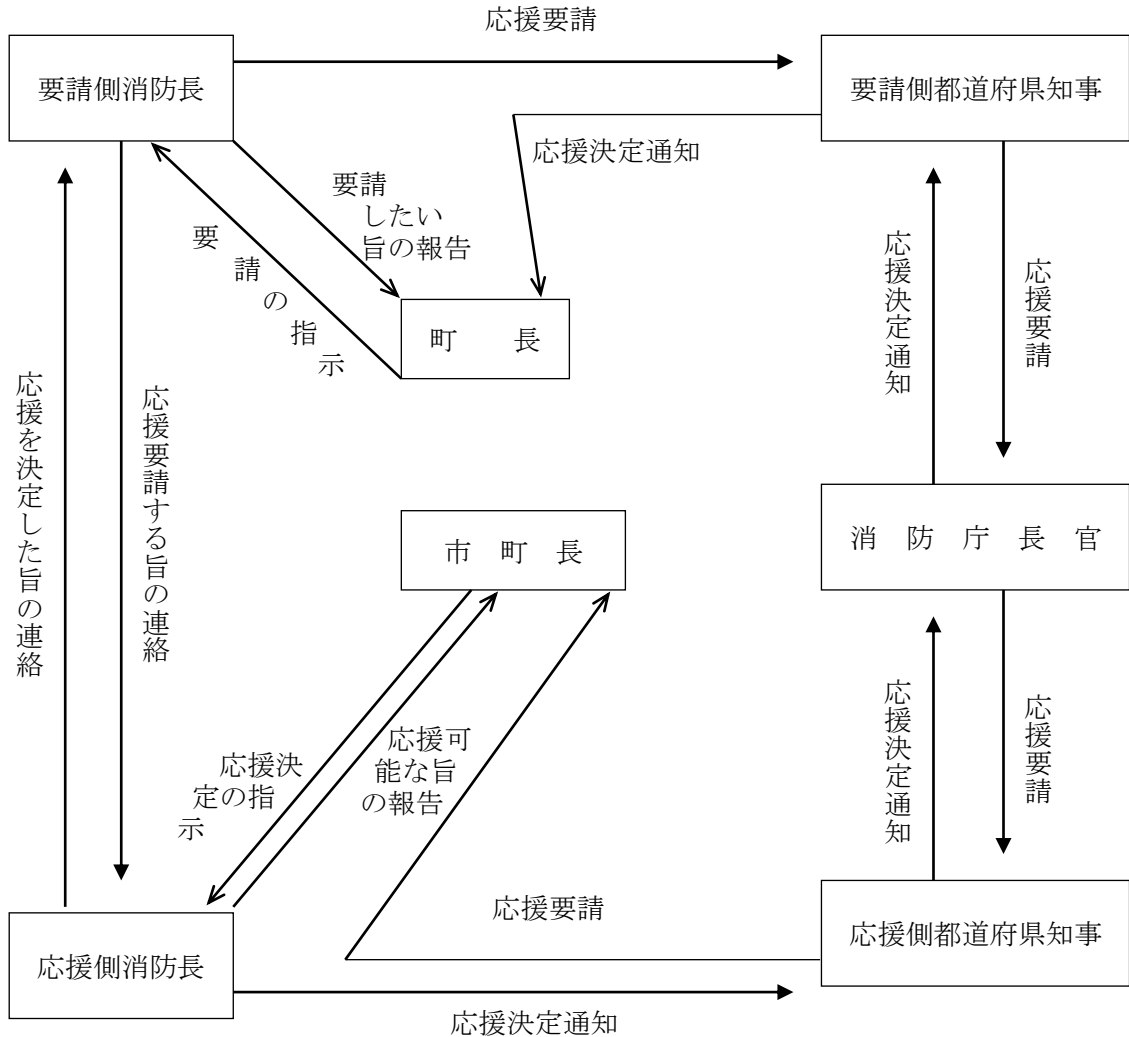 応援要請
要請側消防長
要請側都道府県知事
応援決定通知
要請
したい
旨の報告
要請の指示
町　長
応援決定通知
応援要請
応援を決定した旨の連絡
応援要請する旨の連絡
市　町　長
消　防　庁　長　官
応援決
定の指
示
応援可
能な旨
の報告
応援決定通知
応援要請
応援要請
応援側消防長
応援側都道府県知事
応援決定通知